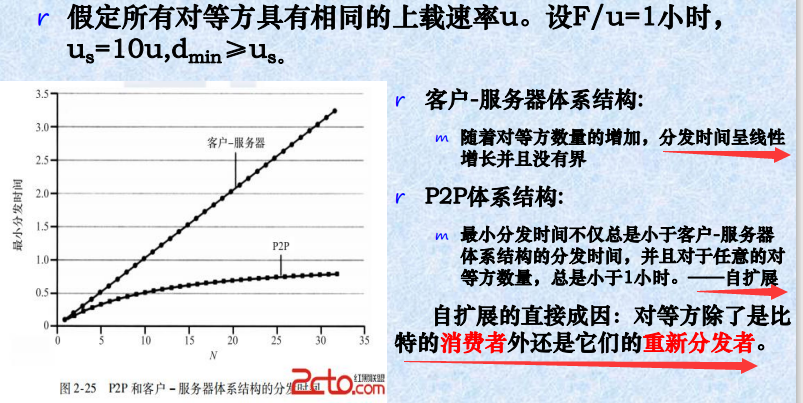 r 假定所有对等方具有相同的上载速率u。设F/u=1小时，
us=10u,dmin≥us。
3.5
3.0
2.5
2.0
1.5
1.0
0.5
0
最小分发时间
客户-服务器
P2P
0 5 10 15 20 25 30 35
N
图 2-25 P2P 和客户 - 服务器体系结构的分发时间
2cto.com
红黑联盟
r 客户-服务器体系结构:
m 随着对等方数量的增加，分发时间呈线性
增长并且没有界
r P2P体系结构:
m 最小分发时间不仅总是小于客户-服务器
体系结构的分发时间，并且对于任意的对
等方数量，总是小于1小时。——自扩展
自扩展的直接成因：对等方除了是比
特的消费者外还是它们的重新分发者。